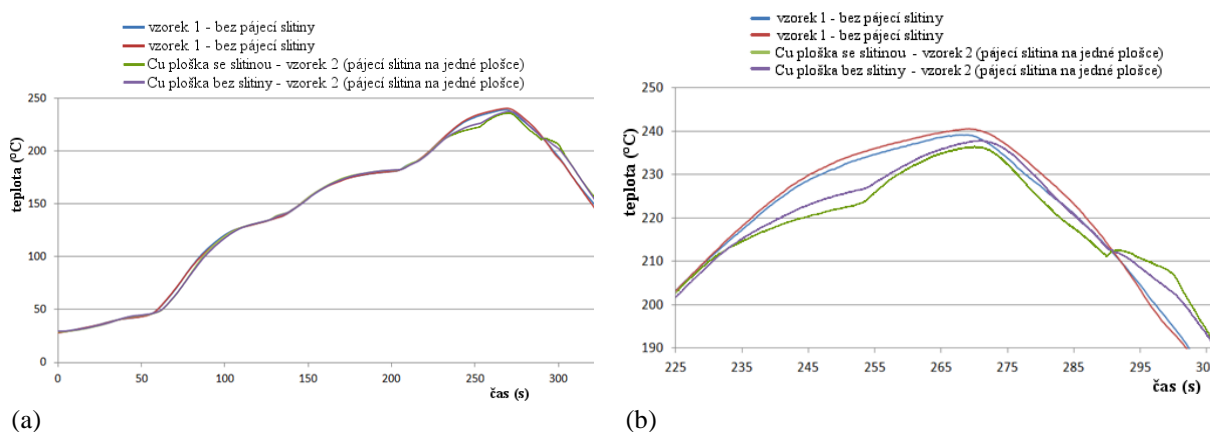 vzorek 1 - bez pájecí slitiny
vzorek 1 - bez pájecí slitiny
Cu ploška se slitinou - vzorek 2 (pájecí slitina na jedné plošce)
Cu ploška bez slitiny - vzorek 2 (pájecí slitina na jedné plošce)
250
200
150
100
50
0
teplota (°C)
0 50 100 150 200 250 300
čas (s)
(a)
vzorek 1 - bez pájecí slitiny
vzorek 1 - bez pájecí slitiny
Cu ploška se slitinou - vzorek 2 (pájecí slitina na jedné plošce)
Cu ploška bez slitiny - vzorek 2 (pájecí slitina na jedné plošce)
250
240
230
220
210
200
190
teplota (°C)
225 235 245 255 265 275 285 295
čas (s)
(b)